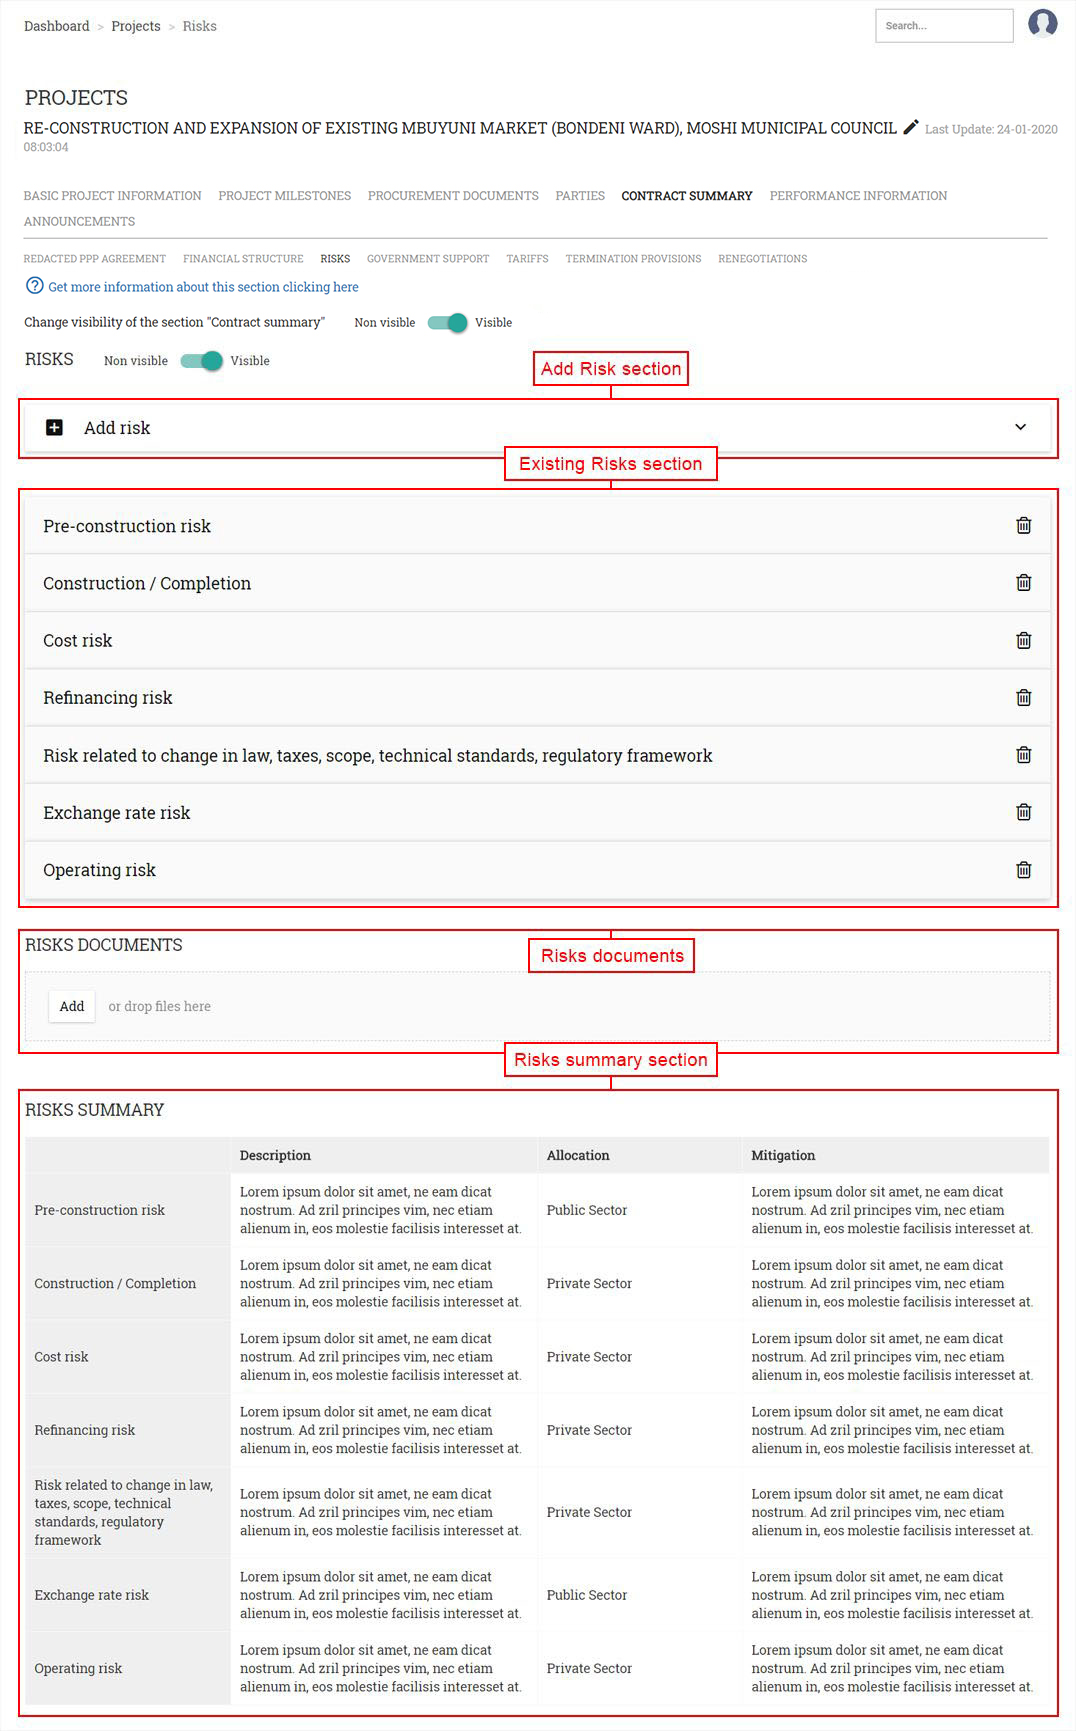 Dashboard > Projects > Risks
Search...
PROJECTS
RE-CONSTRUCTION AND EXPANSION OF EXISTING MBUYUNI MARKET (BONDENI WARD), MOSHI MUNICIPAL COUNCIL Last Update: 24-01-2020
08:03:04
BASIC PROJECT INFORMATION PROJECT MILESTONES PROCUREMENT DOCUMENTS PARTIES CONTRACT SUMMARY PERFORMANCE INFORMATION
ANNOUNCEMENTS
REDACTED PPP AGREEMENT FINANCIAL STRUCTURE RISKS GOVERNMENT SUPPORT TARIFFS TERMINATION PROVISIONS RENEGOTIATIONS
? Get more information about this section clicking here
Change visibility of the section "Contract summary" Non visible Visible
RISKS Non visible Visible
Add Risk section
Add risk
Existing Risks section
Pre-construction risk
Construction / Completion
Cost risk
Refinancing risk
Risk related to change in law, taxes, scope, technical standards, regulatory framework
Exchange rate risk
Operating risk
RISKS DOCUMENTS
Risks documents
Add or drop files here
Risks summary section
RISKS SUMMARY
Description Allocation Mitigation
Pre-construction risk
Lorem ipsum dolor sit amet, ne eam dicat
nostrum. Ad zril principes vim, nec etiam
alienum in, eos molestie facilisis interesset at.
Public Sector
Lorem ipsum dolor sit amet, ne eam dicat
nostrum. Ad zril principes vim, nec etiam
alienum in, eos molestie facilisis interesset at.
Construction / Completion
Lorem ipsum dolor sit amet, ne eam dicat
nostrum. Ad zril principes vim, nec etiam
alienum in, eos molestie facilisis interesset at.
Private Sector
Lorem ipsum dolor sit amet, ne eam dicat
nostrum. Ad zril principes vim, nec etiam
alienum in, eos molestie facilisis interesset at.
Cost risk
Lorem ipsum dolor sit amet, ne eam dicat
nostrum. Ad zril principes vim, nec etiam
alienum in, eos molestie facilisis interesset at.
Private Sector
Lorem ipsum dolor sit amet, ne eam dicat
nostrum. Ad zril principes vim, nec etiam
alienum in, eos molestie facilisis interesset at.
Refinancing risk
Lorem ipsum dolor sit amet, ne eam dicat
nostrum. Ad zril principes vim, nec etiam
alienum in, eos molestie facilisis interesset at.
Private Sector
Lorem ipsum dolor sit amet, ne eam dicat
nostrum. Ad zril principes vim, nec etiam
alienum in, eos molestie facilisis interesset at.
Risk related to change in law,
taxes, scope, technical
standards, regulatory
framework
Lorem ipsum dolor sit amet, ne eam dicat
nostrum. Ad zril principes vim, nec etiam
alienum in, eos molestie facilisis interesset at.
Private Sector
Lorem ipsum dolor sit amet, ne eam dicat
nostrum. Ad zril principes vim, nec etiam
alienum in, eos molestie facilisis interesset at.
Exchange rate risk
Lorem ipsum dolor sit amet, ne eam dicat
nostrum. Ad zril principes vim, nec etiam
alienum in, eos molestie facilisis interesset at.
Public Sector
Lorem ipsum dolor sit amet, ne eam dicat
nostrum. Ad zril principes vim, nec etiam
alienum in, eos molestie facilisis interesset at.
Operating risk
Lorem ipsum dolor sit amet, ne eam dicat
nostrum. Ad zril principes vim, nec etiam
alienum in, eos molestie facilisis interesset at.
Private Sector
Lorem ipsum dolor sit amet, ne eam dicat
nostrum. Ad zril principes vim, nec etiam
alienum in, eos molestie facilisis interesset at.